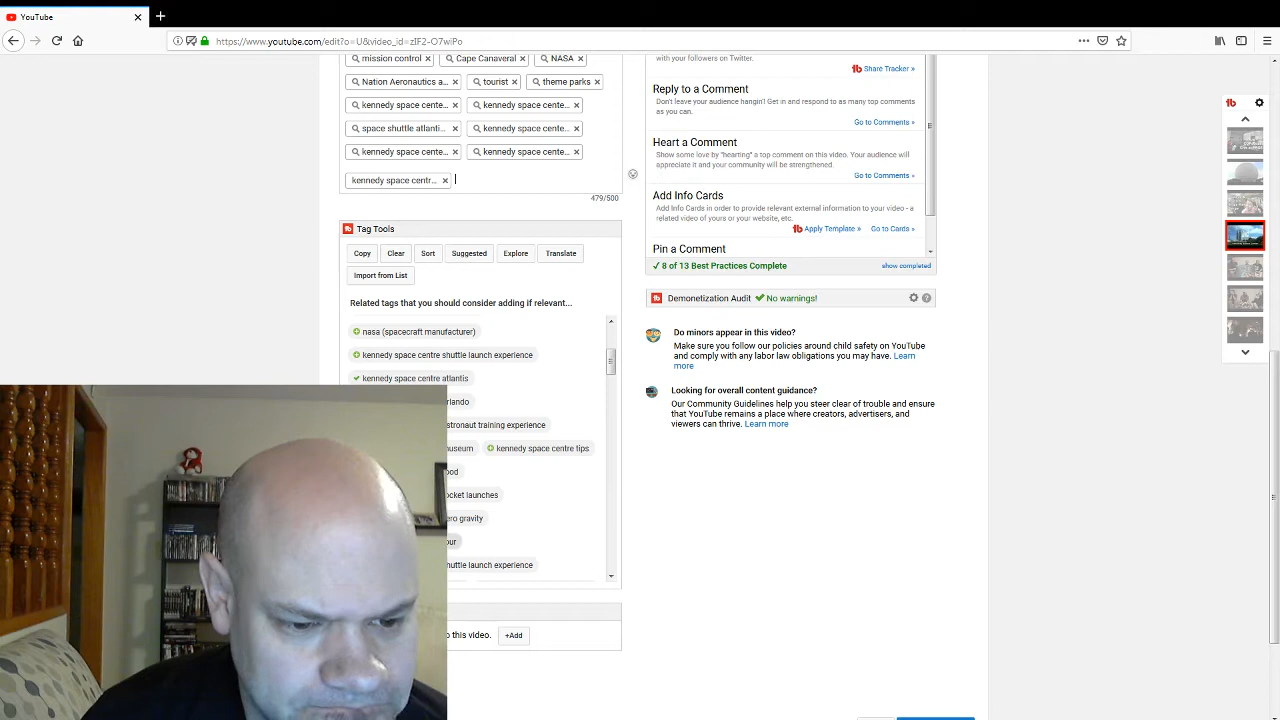 YouTube
https://www.youtube.com/edit?o=U&video_id=zIF2-O7wiPo
mission control
Cape Canaveral
NASA
Nation Aeronautics a...
tourist
theme parks
kennedy space cente...
kennedy space cente...
space shuttle atlanti...
kennedy space cente...
kennedy space cente...
kennedy space cente...
kennedy space centr...
479/500
Tag Tools
Copy
Clear
Sort
Suggested
Explore
Translate
Import from List
Related tags that you should consider adding if relevant...
nasa (spacecraft manufacturer)
kennedy space centre shuttle launch experience
kennedy space centre atlantis
rlando
stronaut training experience
museum
kennedy space centre tips
ood
ocket launches
ero gravity
our
huttle launch experience
o this video.
+Add
with your followers on Twitter.
Share Tracker »
Reply to a Comment
Don't leave your audience hangin'! Get in and respond to as many top comments
as you can.
Go to Comments »
Heart a Comment
Show some love by "hearting" a top comment on this video. Your audience will
appreciate it and your community will be strengthened.
Go to Comments »
Add Info Cards
Add Info Cards in order to provide relevant external information to your video - a
related video of yours or your website, etc.
Apply Template »
Go to Cards »
Pin a Comment
8 of 13 Best Practices Complete
show completed
Demonetization Audit
No warnings!
Do minors appear in this video?
Make sure you follow our policies around child safety on YouTube
and comply with any labor law obligations you may have. Learn
more
Looking for overall content guidance?
Our Community Guidelines help you steer clear of trouble and ensure
that YouTube remains a place where creators, advertisers, and
viewers can thrive. Learn more